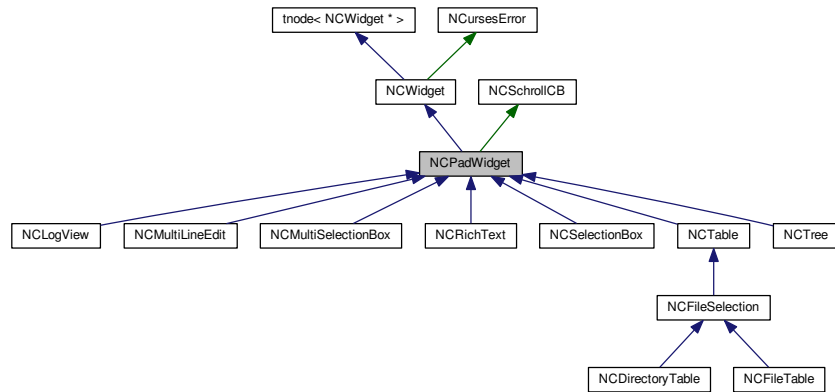 tnode< NCWidget * >
NCursesError
NCWidget
NCSchrollCB
NCPadWidget
NCLogView
NCMultiLineEdit
NCMultiSelectionBox
NCRichText
NCSelectionBox
NCTable
NCTree
NCFileSelection
NCDirectoryTable
NCFileTable